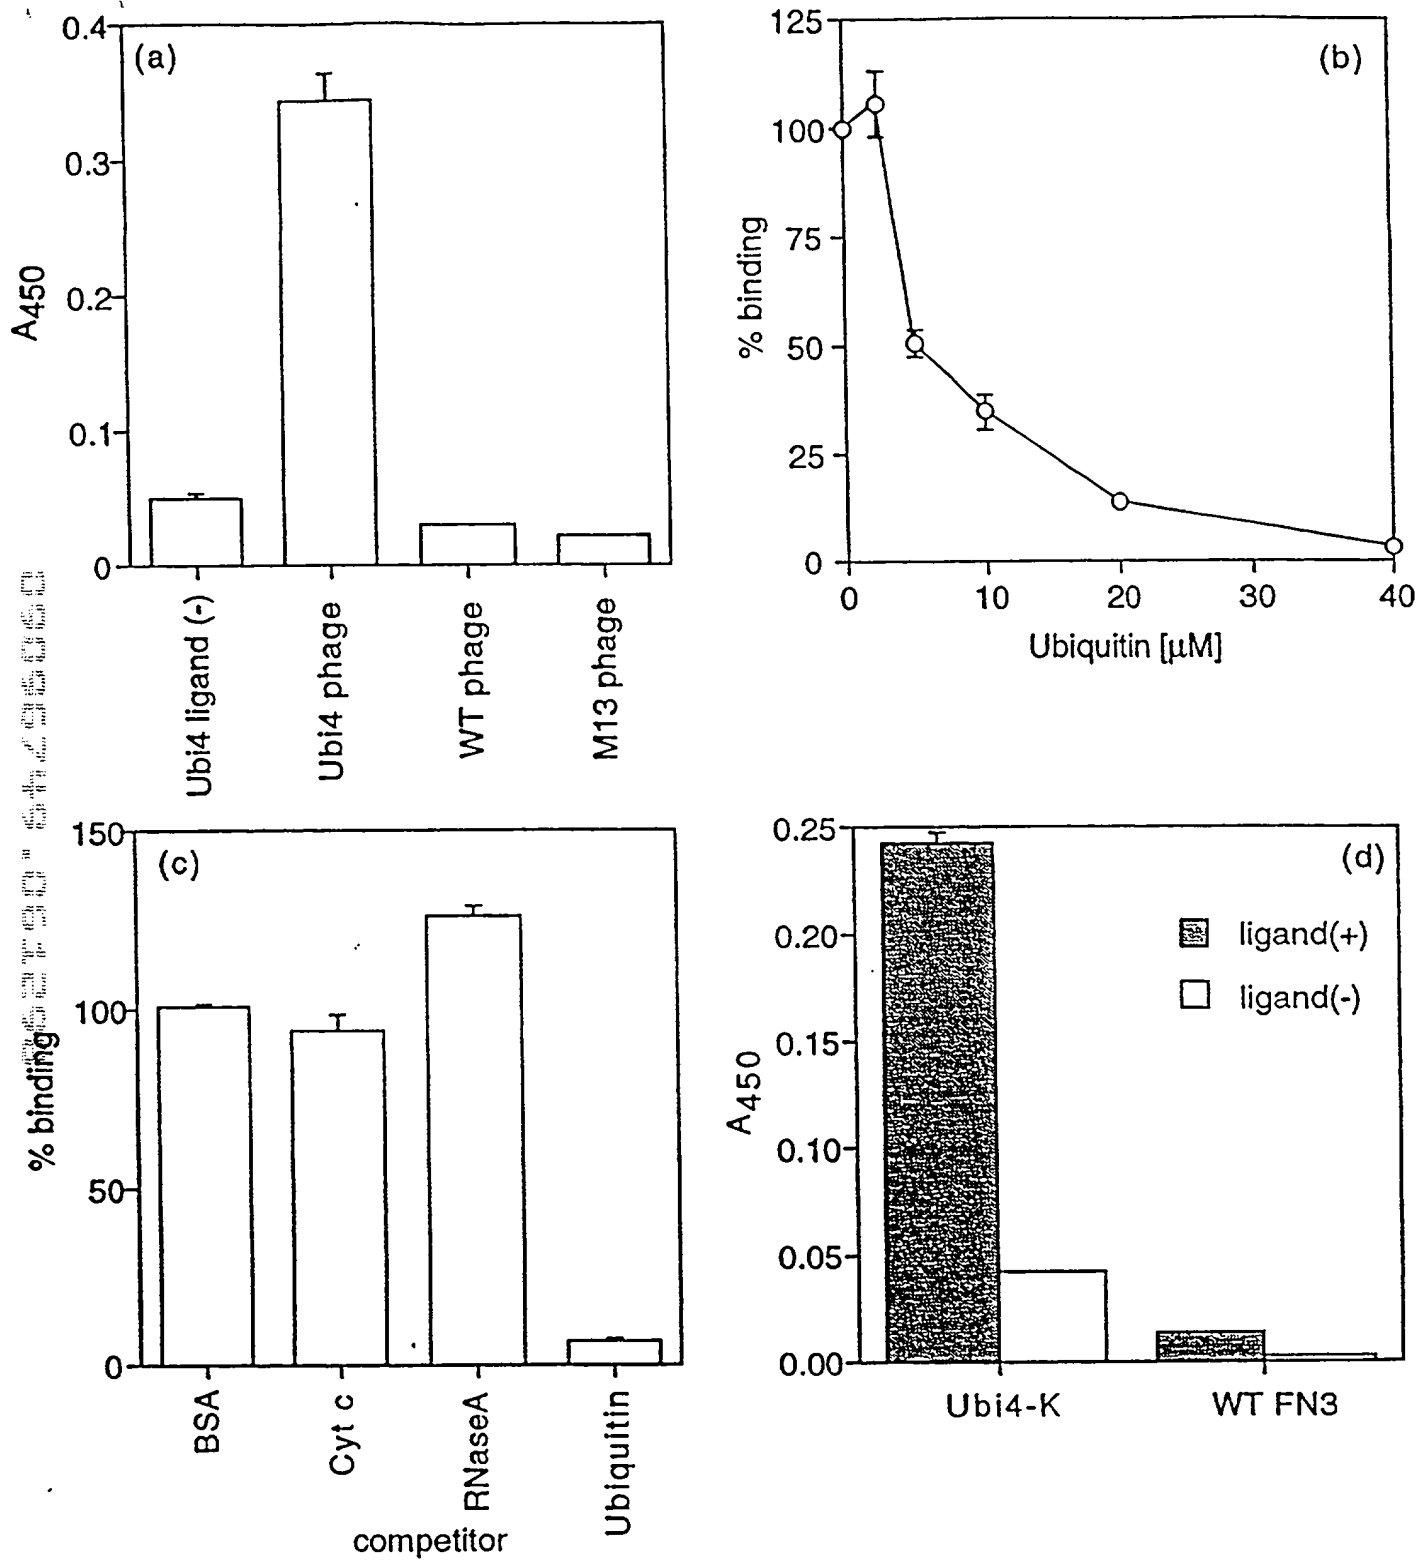 (a)
0.4
0.3
0.2
0.1
0
A450
Ubi4 ligand (-)
Ubi4 phage
WT phage
M13 phage
(b)
125
100
75
50
25
0
% binding
0 10 20 30 40
Ubiquitin [μM]
(c)
150
100
50
0
% binding
BSA
Cyt c
RNaseA
Ubiquitin
competitor
(d)
0.25
0.20
0.15
0.10
0.05
0.00
A450
ligand(+)
ligand(-)
Ubi4-K WT FN3